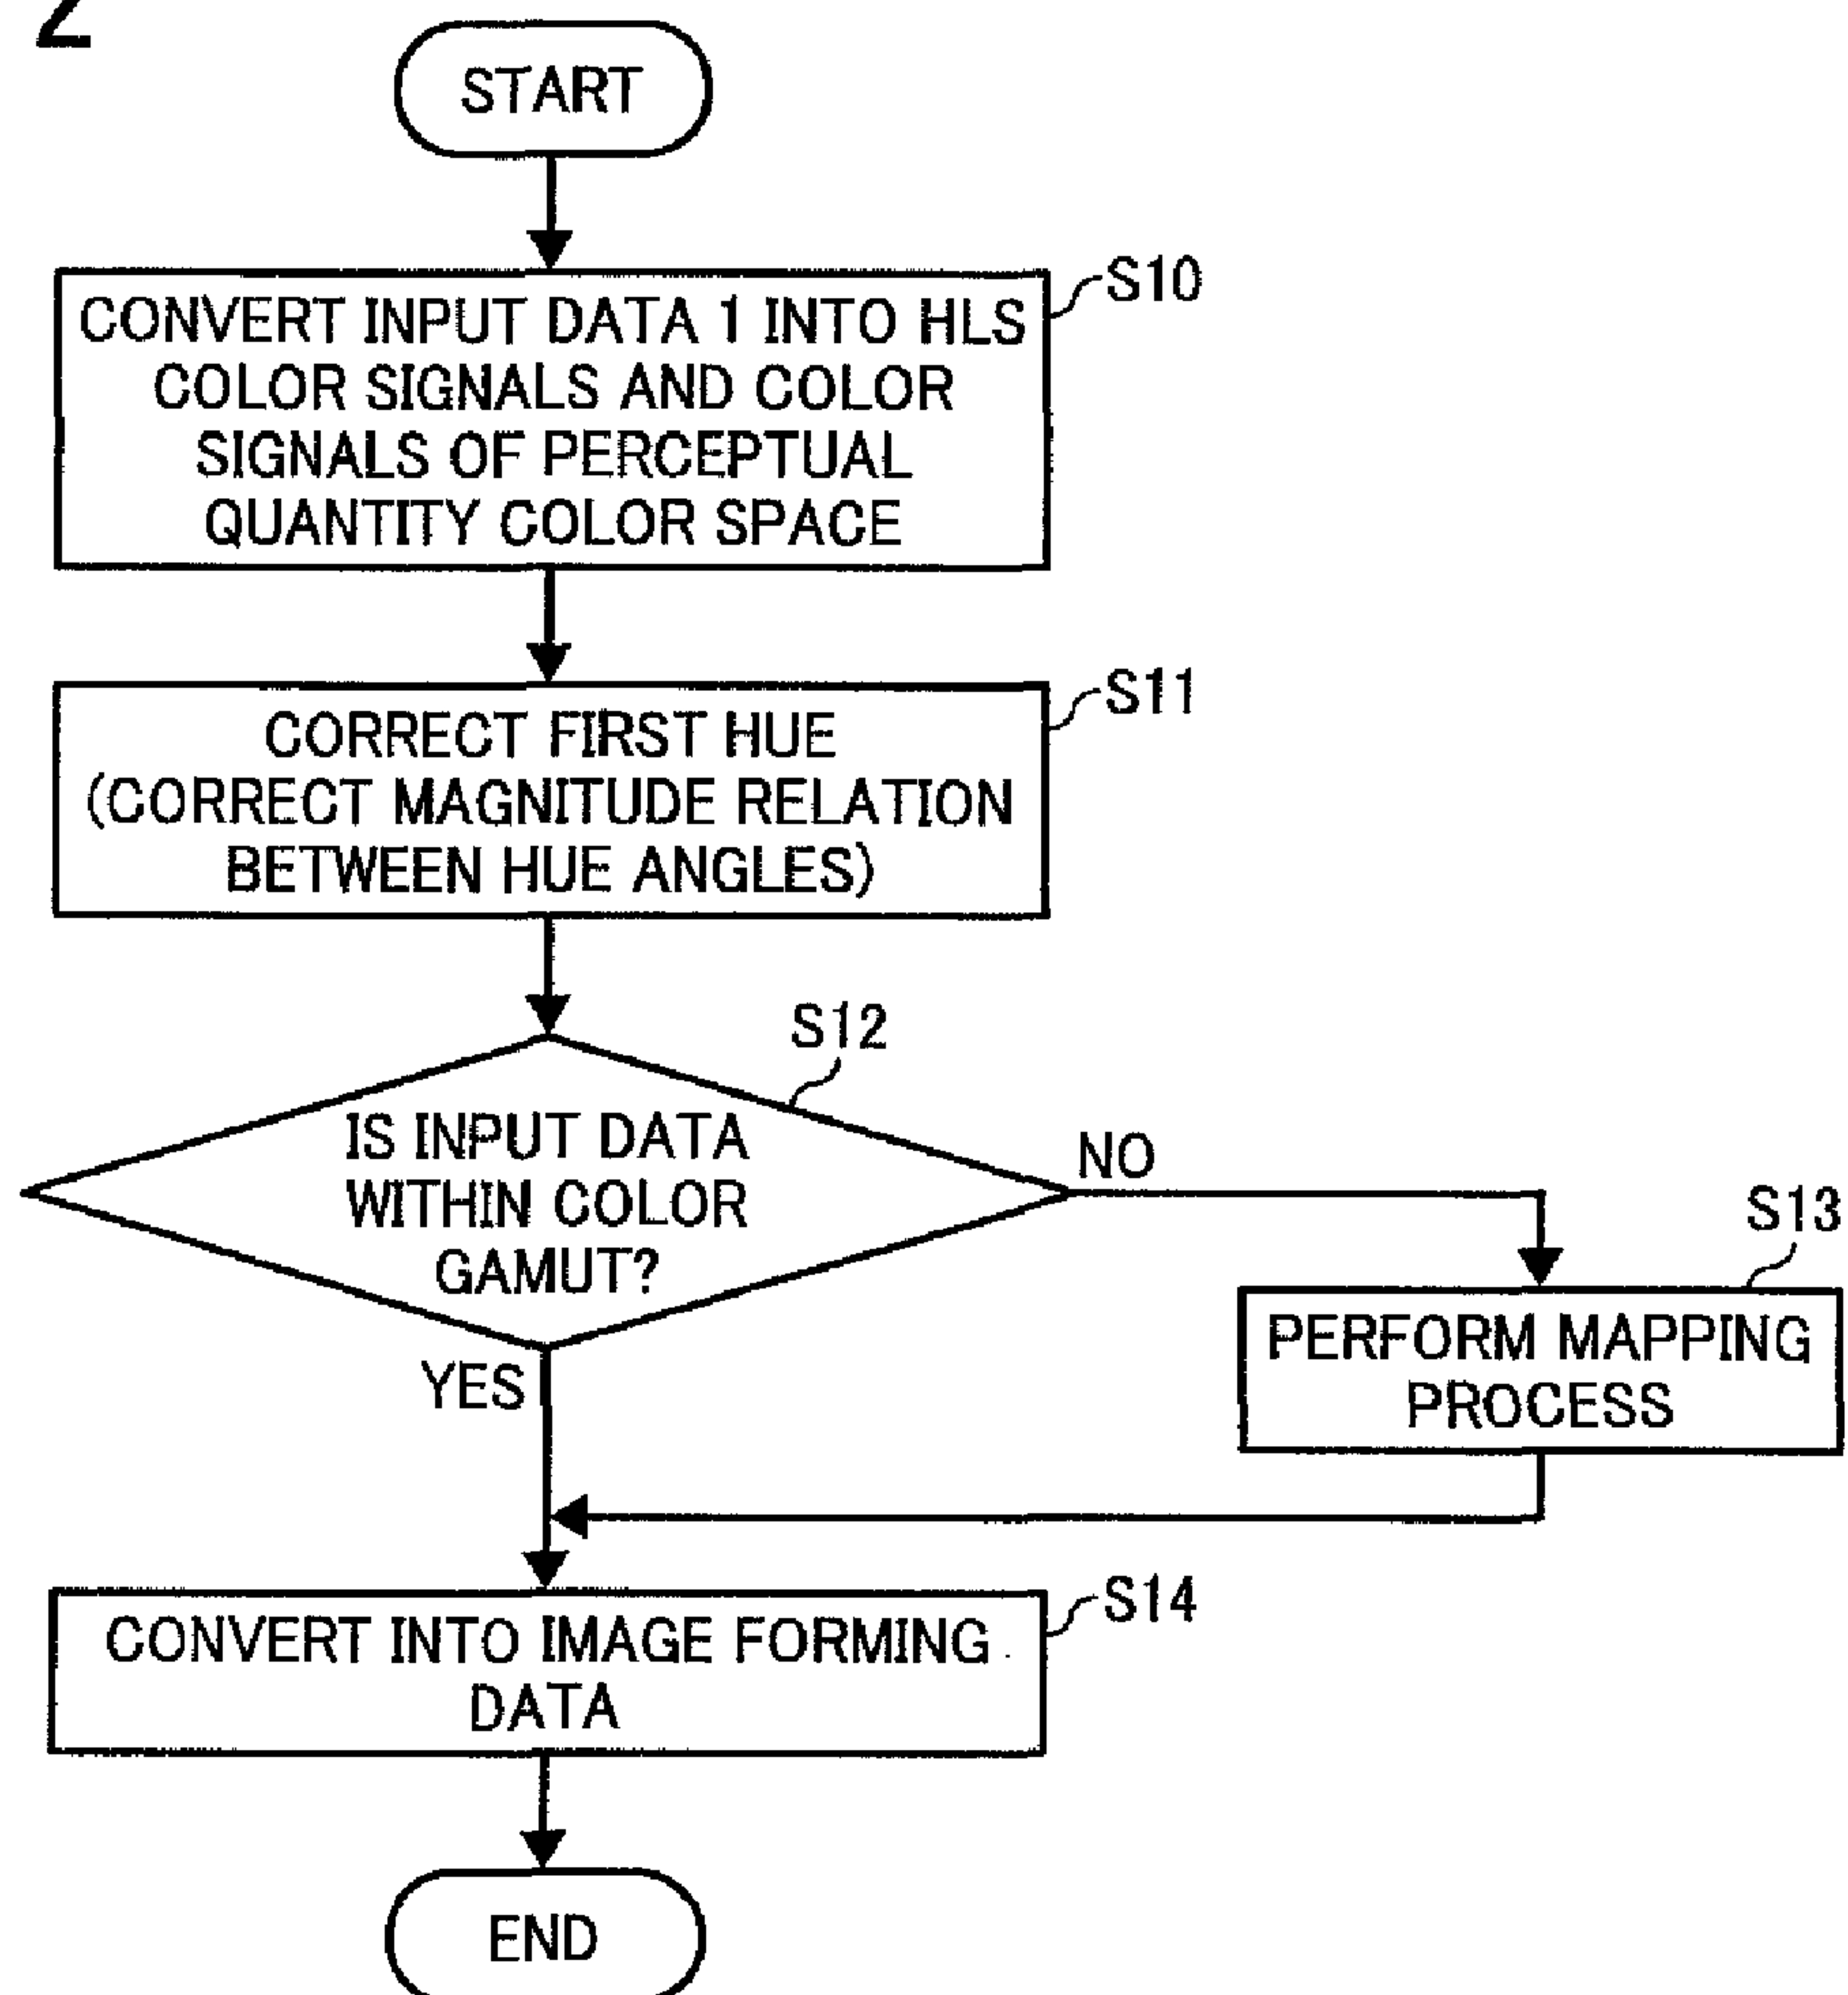 2
START
S10
CONVERT INPUT DATA 1 INTO HLS
COLOR SIGNALS AND COLOR
SIGNALS OF PERCEPTUAL
QUANTITY COLOR SPACE
S11
CORRECT FIRST HUE
(CORRECT MAGNITUDE RELATION
BETWEEN HUE ANGLES)
S12
IS INPUT DATA
WITHIN COLOR
GAMUT?
NO
YES
S13
PERFORM MAPPING
PROCESS
S14
CONVERT INTO IMAGE FORMING
DATA
END